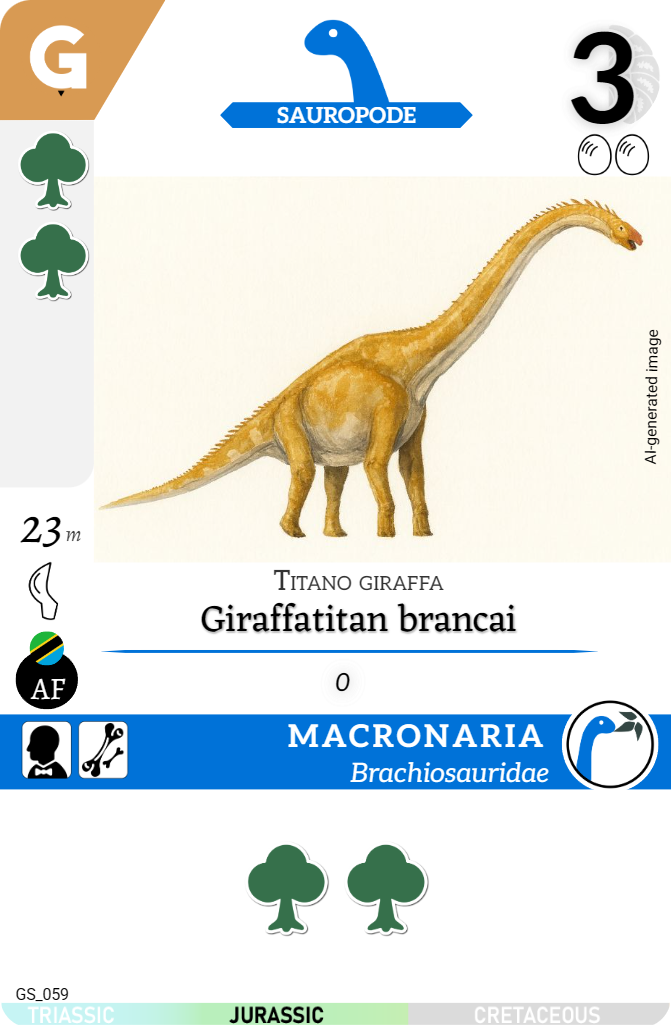 G
SAUROPODE
3
AI-generated image
23 m
TITANO GIRAFFA
Giraffatitan brancai
AF
0
MACRONARIA
Brachiosauridae
GS_059
TRIASSIC
JURASSIC
CRETACEOUS